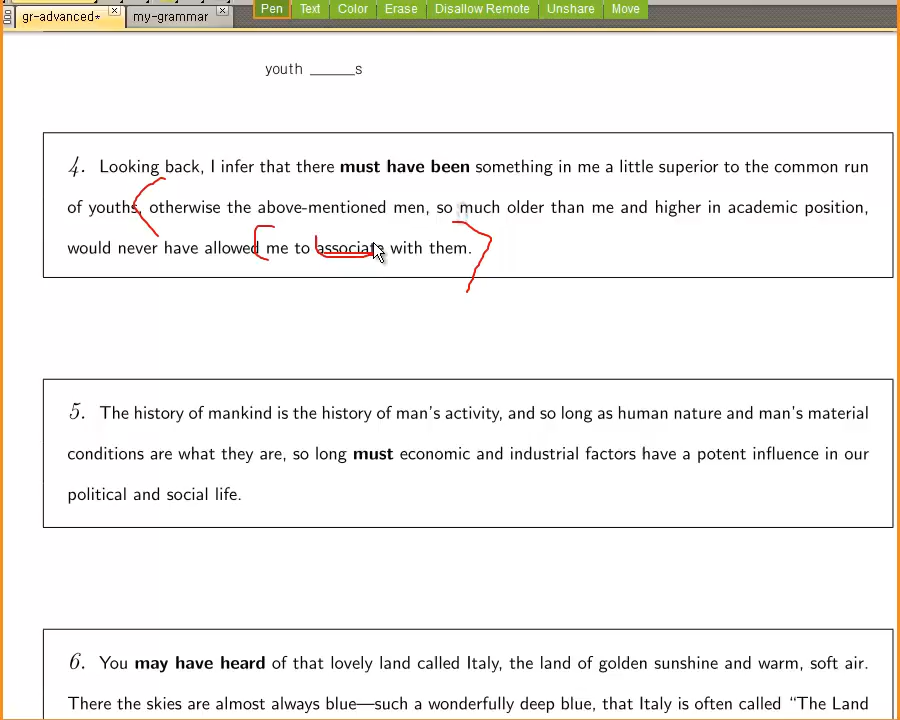 Pen Text Color Erase Disallow Remote Unshare Move
gr-advanced* my-grammar
youth _____s
4. Looking back, I infer that there must have been something in me a little superior to the common run
of youths, otherwise the above-mentioned men, so much older than me and higher in academic position,
would never have allowed me to associate with them.
5. The history of mankind is the history of man's activity, and so long as human nature and man's material
conditions are what they are, so long must economic and industrial factors have a potent influence in our
political and social life.
6. You may have heard of that lovely land called Italy, the land of golden sunshine and warm, soft air.
There the skies are almost always blue—such a wonderfully deep blue, that Italy is often called “The Land